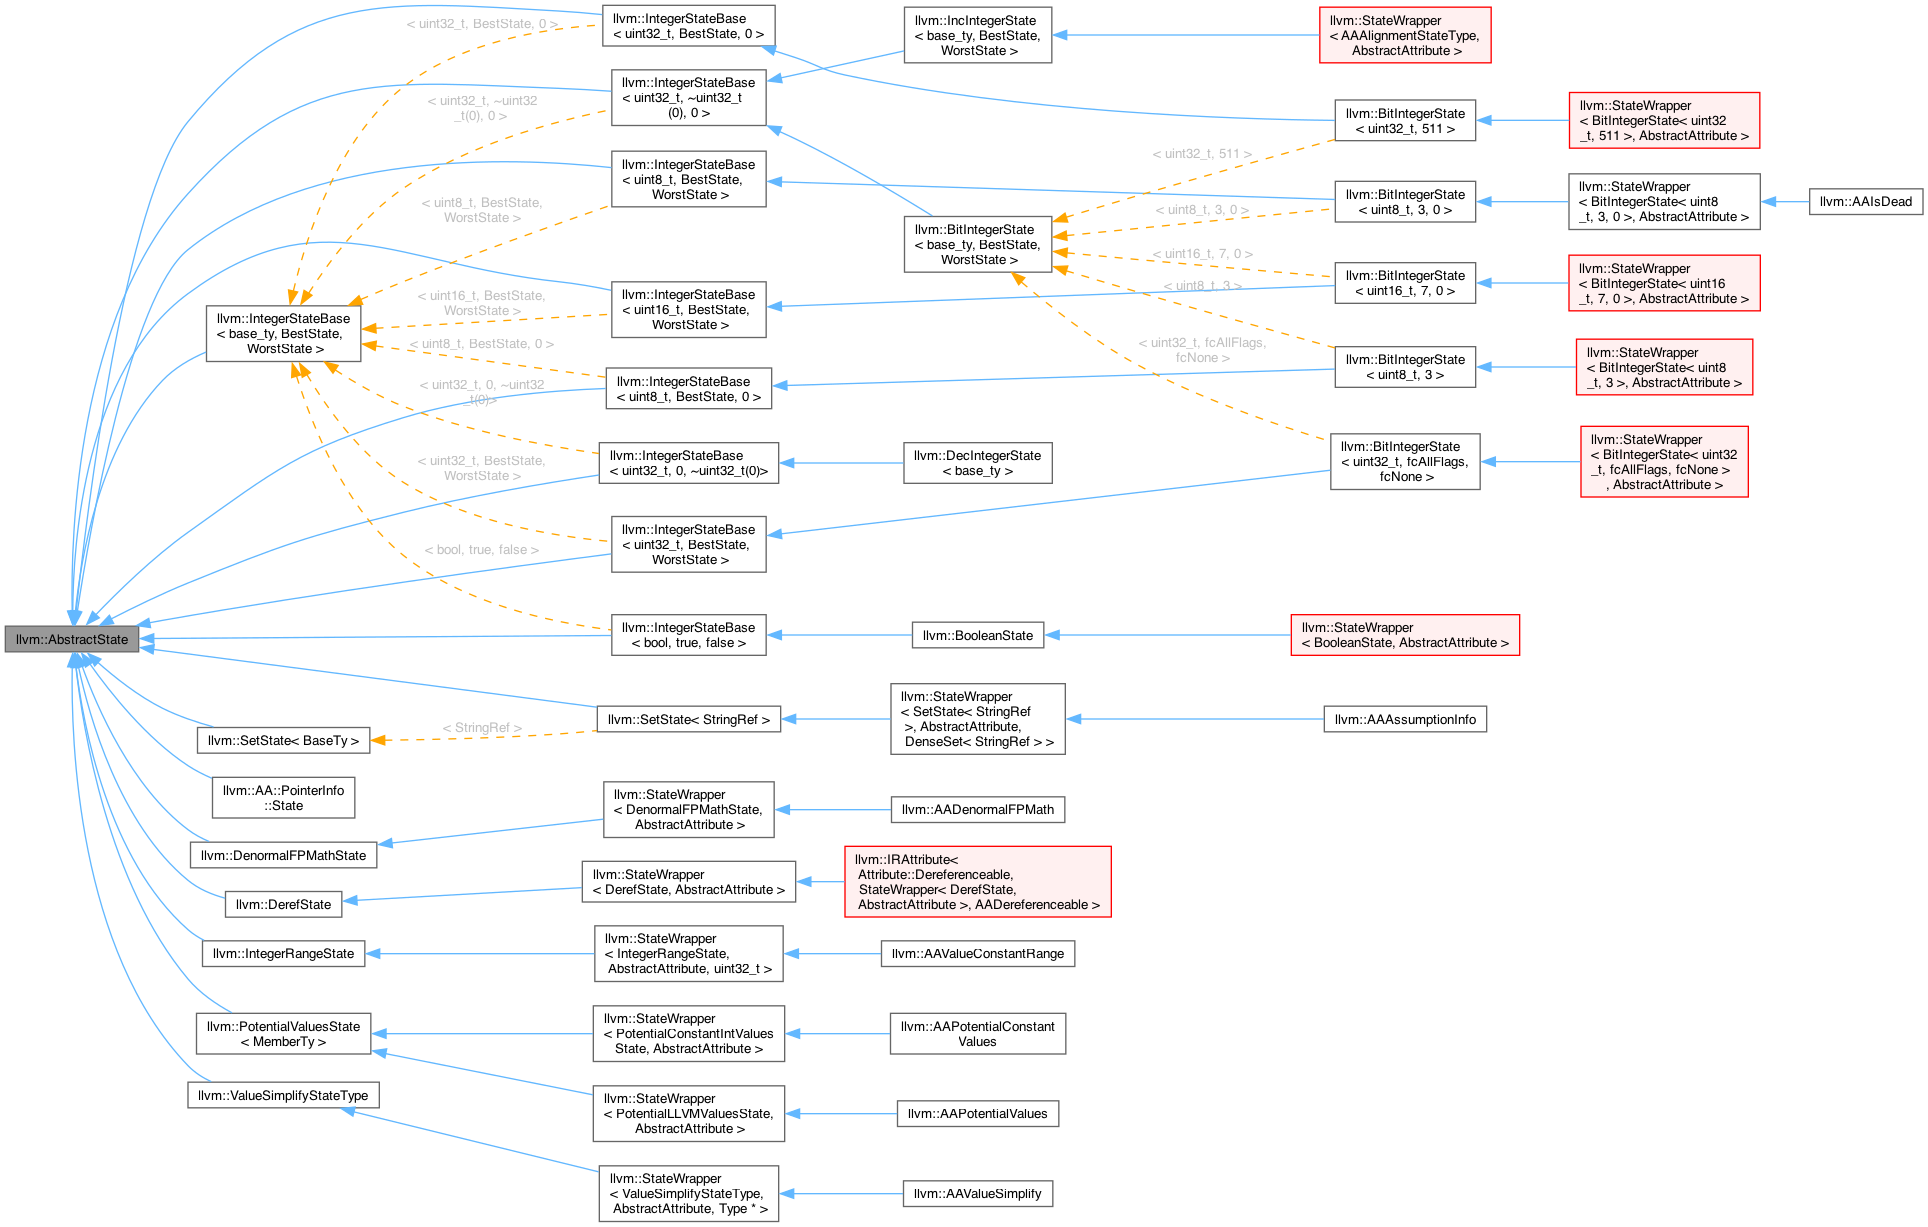 llvm::AbstractState
llvm::IntegerStateBase
< base_ty, BestState,
WorstState >
llvm::SetState< BaseTy >
llvm::AA::PointerInfo
::State
llvm::DenormalFPMathState
llvm::DerefState
llvm::IntegerRangeState
llvm::PotentialValuesState
< MemberTy >
llvm::ValueSimplifyStateType
< uint32_t, BestState, 0 >
< uint32_t, ~uint32
_t(0), 0 >
< uint8_t, BestState,
WorstState >
< uint16_t, BestState,
WorstState >
< uint8_t, BestState, 0 >
< uint32_t, 0, ~uint32
_t(0)>
< uint32_t, BestState,
WorstState >
< bool, true, false >
< StringRef >
llvm::IntegerStateBase
< uint32_t, BestState, 0 >
llvm::IntegerStateBase
< uint32_t, ~uint32_t
(0), 0 >
llvm::IntegerStateBase
< uint8_t, BestState,
WorstState >
llvm::IntegerStateBase
< uint16_t, BestState,
WorstState >
llvm::IntegerStateBase
< uint8_t, BestState, 0 >
llvm::IntegerStateBase
< uint32_t, 0, ~uint32_t(0)>
llvm::IntegerStateBase
< uint32_t, BestState,
WorstState >
llvm::IntegerStateBase
< bool, true, false >
llvm::SetState< StringRef >
llvm::StateWrapper
< DenormalFPMathState,
AbstractAttribute >
llvm::StateWrapper
< DerefState, AbstractAttribute >
llvm::StateWrapper
< IntegerRangeState,
AbstractAttribute, uint32_t >
llvm::StateWrapper
< PotentialConstantIntValues
State, AbstractAttribute >
llvm::StateWrapper
< PotentialLLVMValuesState,
AbstractAttribute >
llvm::StateWrapper
< ValueSimplifyStateType,
AbstractAttribute, Type * >
llvm::IncIntegerState
< base_ty, BestState,
WorstState >
llvm::BitIntegerState
< base_ty, BestState,
WorstState >
llvm::DecIntegerState
< base_ty >
llvm::BooleanState
llvm::StateWrapper
< SetState< StringRef
>, AbstractAttribute,
DenseSet< StringRef > >
llvm::AADenormalFPMath
llvm::IRAttribute<
Attribute::Dereferenceable,
StateWrapper< DerefState,
AbstractAttribute >, AADereferenceable >
llvm::AAValueConstantRange
llvm::AAPotentialConstant
Values
llvm::AAPotentialValues
llvm::AAValueSimplify
< uint32_t, 511 >
< uint8_t, 3, 0 >
< uint16_t, 7, 0 >
< uint8_t, 3 >
< uint32_t, fcAllFlags,
fcNone >
llvm::StateWrapper
< AAAlignmentStateType,
AbstractAttribute >
llvm::BitIntegerState
< uint32_t, 511 >
llvm::BitIntegerState
< uint8_t, 3, 0 >
llvm::BitIntegerState
< uint16_t, 7, 0 >
llvm::BitIntegerState
< uint8_t, 3 >
llvm::BitIntegerState
< uint32_t, fcAllFlags,
fcNone >
llvm::StateWrapper
< BooleanState, AbstractAttribute >
llvm::AAAssumptionInfo
llvm::StateWrapper
< BitIntegerState< uint32
_t, 511 >, AbstractAttribute >
llvm::StateWrapper
< BitIntegerState< uint8
_t, 3, 0 >, AbstractAttribute >
llvm::StateWrapper
< BitIntegerState< uint16
_t, 7, 0 >, AbstractAttribute >
llvm::StateWrapper
< BitIntegerState< uint8
_t, 3 >, AbstractAttribute >
llvm::StateWrapper
< BitIntegerState< uint32
_t, fcAllFlags, fcNone >
, AbstractAttribute >
llvm::AAIsDead